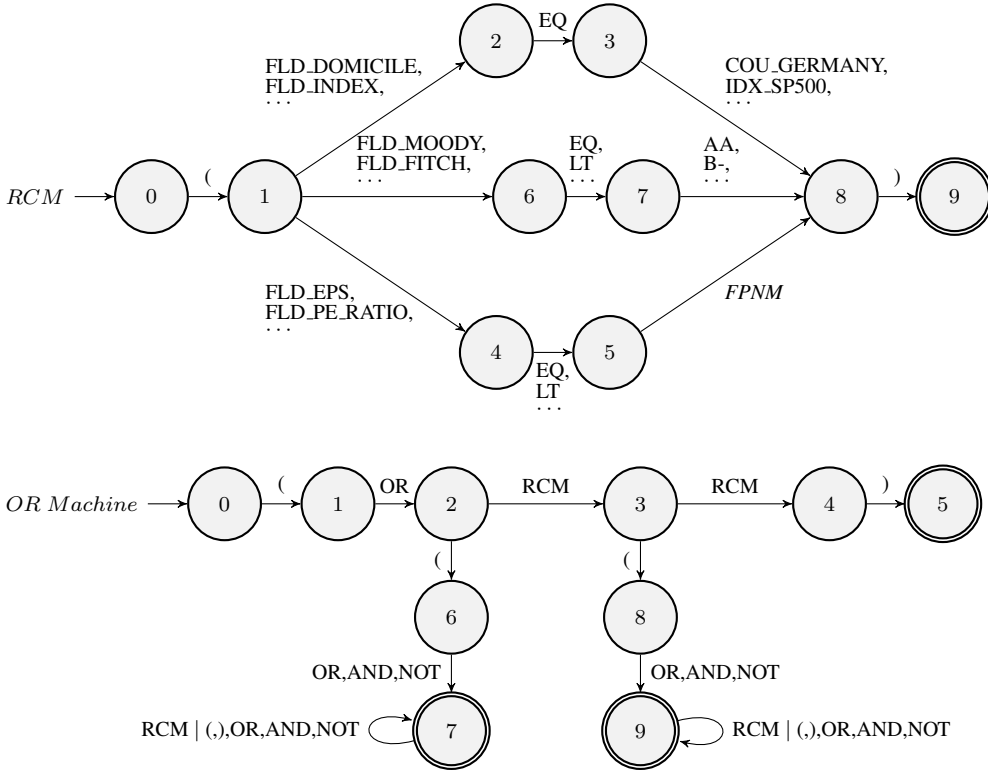 2
EQ
3
FLD_DOMICILE,
FLD_INDEX,
. . .
COU_GERMANY,
IDX_SP500,
. . .
RCM
0
(
1
FLD_MOODY,
FLD_FITCH,
. . .
6
EQ,
LT
. . .
7
AA,
B-,
. . .
8
)
9
FLD_EPS,
FLD_PE_RATIO,
. . .
4
EQ,
LT
. . .
5
FPNM
OR Machine
0
(
1
OR
2
RCM
3
RCM
4
)
5
(
6
(
8
OR,AND,NOT
OR,AND,NOT
RCM | (,),OR,AND,NOT
7
9
RCM | (,),OR,AND,NOT